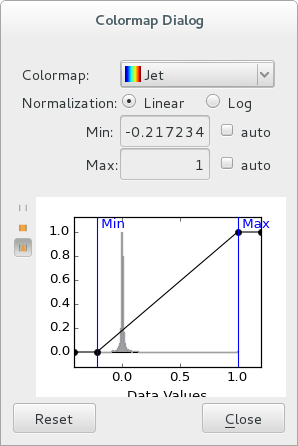 Colormap Dialog
Colormap: Jet
Normalization: Linear Log
Min: -0.217234 auto
Max: 1 auto
Min Max
1.0
0.8
0.6
0.4
0.2
0.0
0.0 0.5 1.0
Data Values
Reset Close